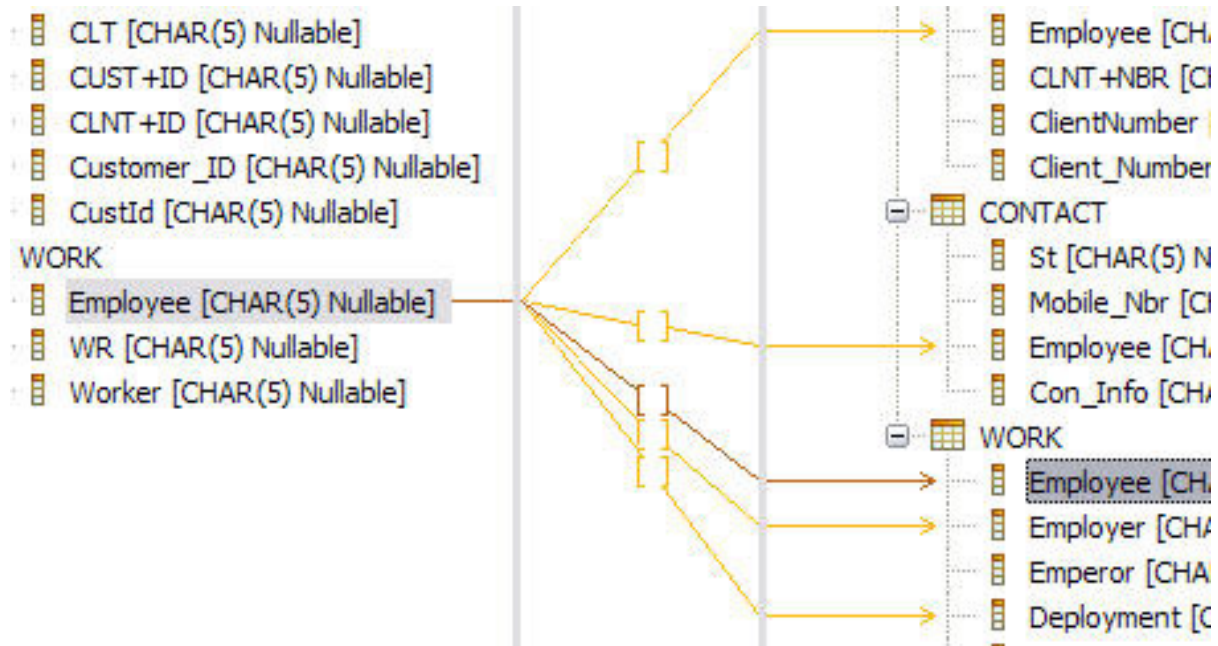 CLT [CHAR(5) Nullable]
CUST+ID [CHAR(5) Nullable]
CLNT+ID [CHAR(5) Nullable]
Customer_ID [CHAR(5) Nullable]
CustId [CHAR(5) Nullable]
WORK
Employee [CHAR(5) Nullable]
WR [CHAR(5) Nullable]
Worker [CHAR(5) Nullable]
Employee [CHA
CLNT+NBR [CH
ClientNumber
Client_Number
CONTACT
St [CHAR(5) N
Mobile_Nbr [CH
Employee [CHA
Con_Info [CHA
WORK
Employee [CHA
Employer [CHA
Emperor [CHA
Deployment [C